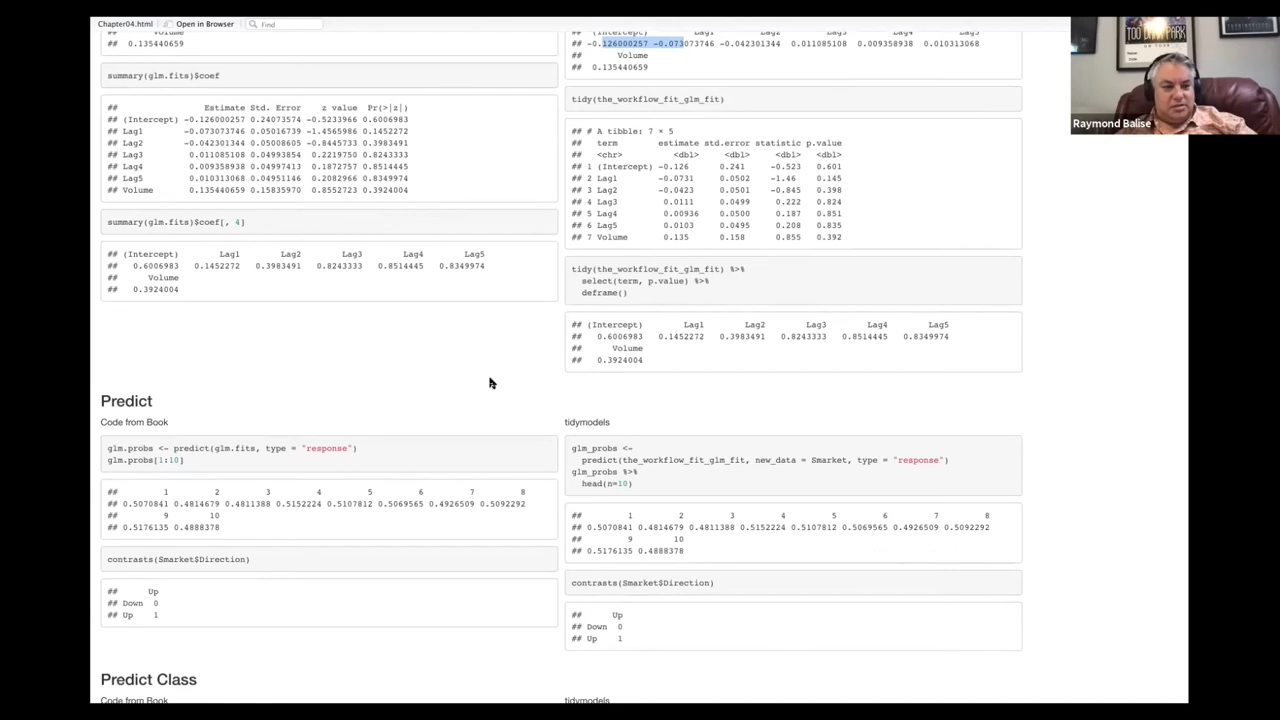 Chapter04.html
Open in Browser
Find
## 0.135440659
summary(glm.fits)$coef
## Estimate Std. Error z value Pr(>|z|)
## (Intercept) -0.126000257 0.24073574 -0.5233966 0.6006983
## Lag1 -0.073073746 0.05016739 -1.4565986 0.1452272
## Lag2 -0.042301344 0.05008605 -0.8445733 0.3983491
## Lag3 0.011085108 0.04993854 0.2219750 0.8243333
## Lag4 0.009358938 0.04997413 0.1872757 0.8514445
## Lag5 0.010313068 0.04951146 0.2082966 0.8349974
## Volume 0.135440659 0.15835970 0.8552723 0.3924004
summary(glm.fits)$coef[, 4]
## (Intercept) Lag1 Lag2 Lag3 Lag4 Lag5
## 0.6006983 0.1452272 0.3983491 0.8243333 0.8514445 0.8349974
## Volume
## 0.3924004
## -0.126000257 -0.073073746 -0.042301344 0.011085108 0.009358938 0.010313068
## Volume
## 0.135440659
tidy(the_workflow_fit_glm_fit)
## # A tibble: 7 × 5
## term estimate std.error statistic p.value
## <chr> <dbl> <dbl> <dbl> <dbl>
## 1 (Intercept) -0.126 0.241 -0.523 0.601
## 2 Lag1 -0.0731 0.0502 -1.46 0.145
## 3 Lag2 -0.0423 0.0501 -0.845 0.398
## 4 Lag3 0.0111 0.0499 0.222 0.824
## 5 Lag4 0.00936 0.0500 0.187 0.851
## 6 Lag5 0.0103 0.0495 0.208 0.835
## 7 Volume 0.135 0.158 0.855 0.392
tidy(the_workflow_fit_glm_fit) %>%
select(term, p.value) %>%
deframe()
## (Intercept) Lag1 Lag2 Lag3 Lag4 Lag5
## 0.6006983 0.1452272 0.3983491 0.8243333 0.8514445 0.8349974
## Volume
## 0.3924004
Predict
Code from Book
glm.probs <- predict(glm.fits, type = "response")
glm.probs[1:10]
## 1 2 3 4 5 6 7 8
## 0.5070841 0.4814679 0.4811388 0.5152224 0.5107812 0.5069565 0.4926509 0.5092292
## 9 10
## 0.5176135 0.4888378
contrasts(Smarket$Direction)
## Up
## Down 0
## Up 1
tidymodels
glm_probs <-
predict(the_workflow_fit_glm_fit, new_data = Smarket, type = "response")
glm_probs %>%
head(n=10)
## 1 2 3 4 5 6 7 8
## 0.5070841 0.4814679 0.4811388 0.5152224 0.5107812 0.5069565 0.4926509 0.5092292
## 9 10
## 0.5176135 0.4888378
contrasts(Smarket$Direction)
## Up
## Down 0
## Up 1
Predict Class
Code from Book
tidymodels
Raymond Balise